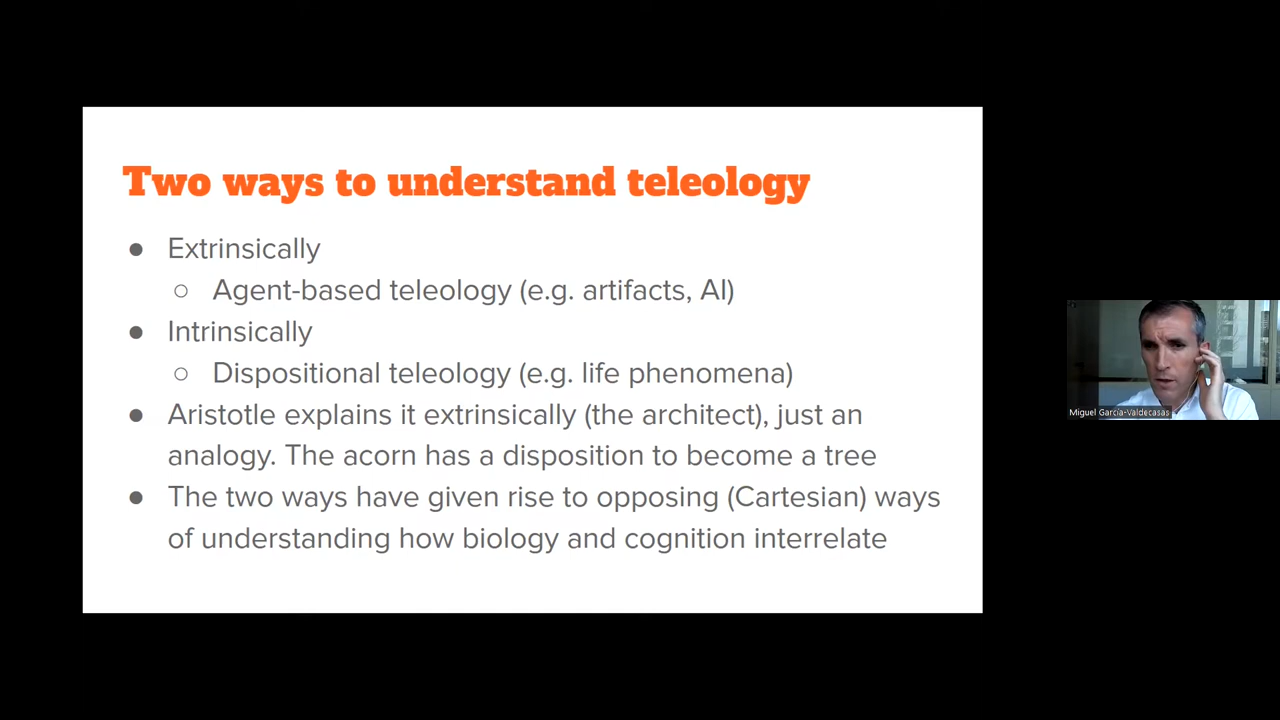 Two ways to understand teleology
● Extrinsically
○ Agent-based teleology (e.g. artifacts, AI)
● Intrinsically
○ Dispositional teleology (e.g. life phenomena)
● Aristotle explains it extrinsically (the architect), just an
analogy. The acorn has a disposition to become a tree
● The two ways have given rise to opposing (Cartesian) ways
of understanding how biology and cognition interrelate
Miguel García-Valdecasas